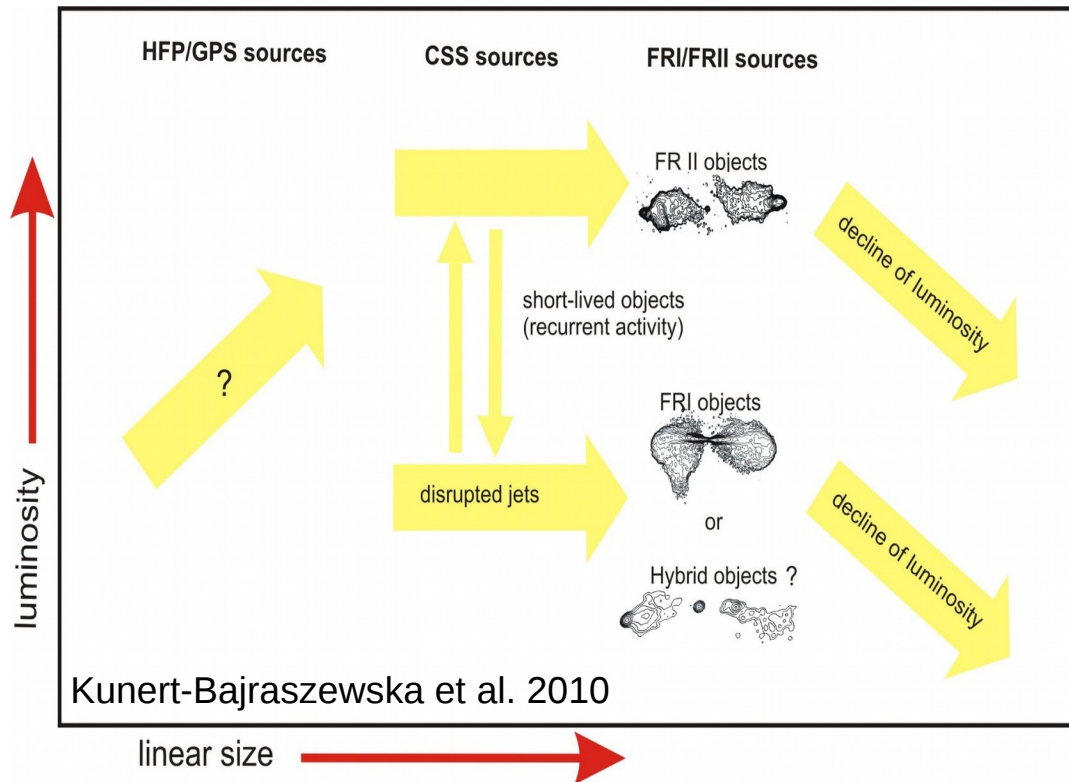 HFP/GPS sources
CSS sources
FRI/FRII sources
FR II objects
decline of luminosity
short-lived objects
(recurrent activity)
?
FRI objects
disrupted jets
or
decline of luminosity
Hybrid objects ?
luminosity
Kunert-Bajraszewska et al. 2010
linear size